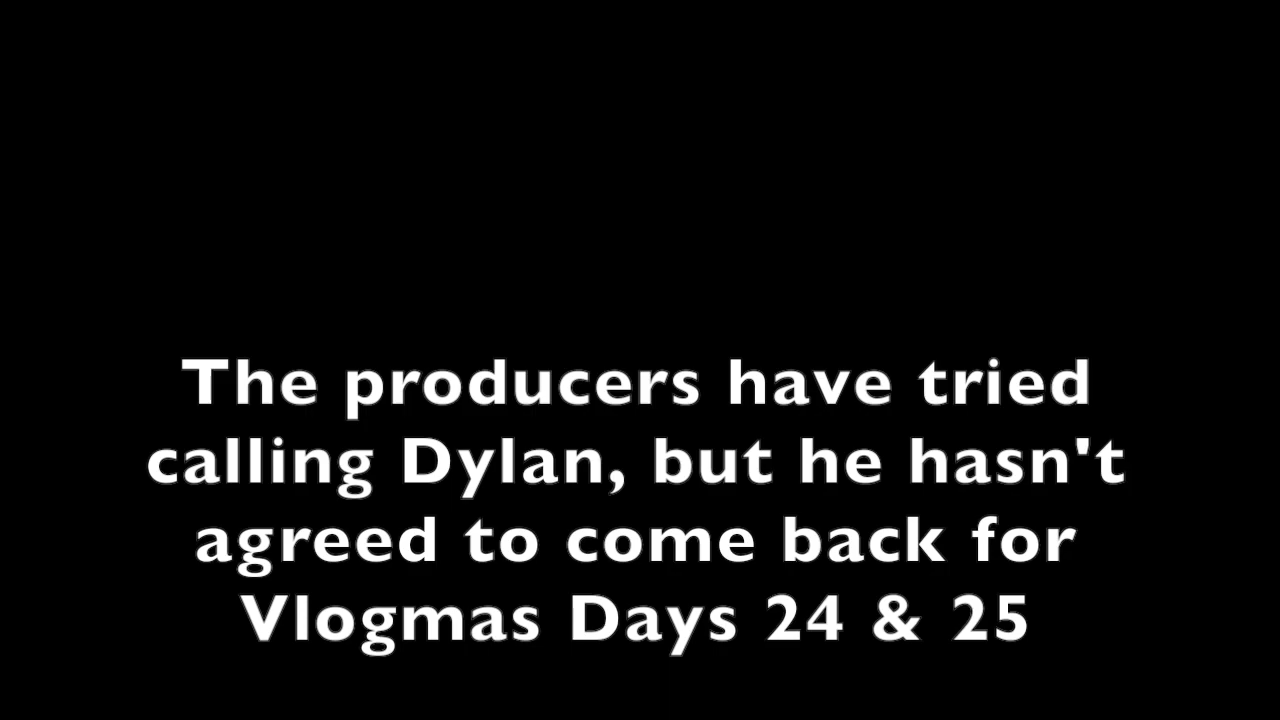 The producers have tried
calling Dylan, but he hasn't
agreed to come back for
Vlogmas Days 24 & 25